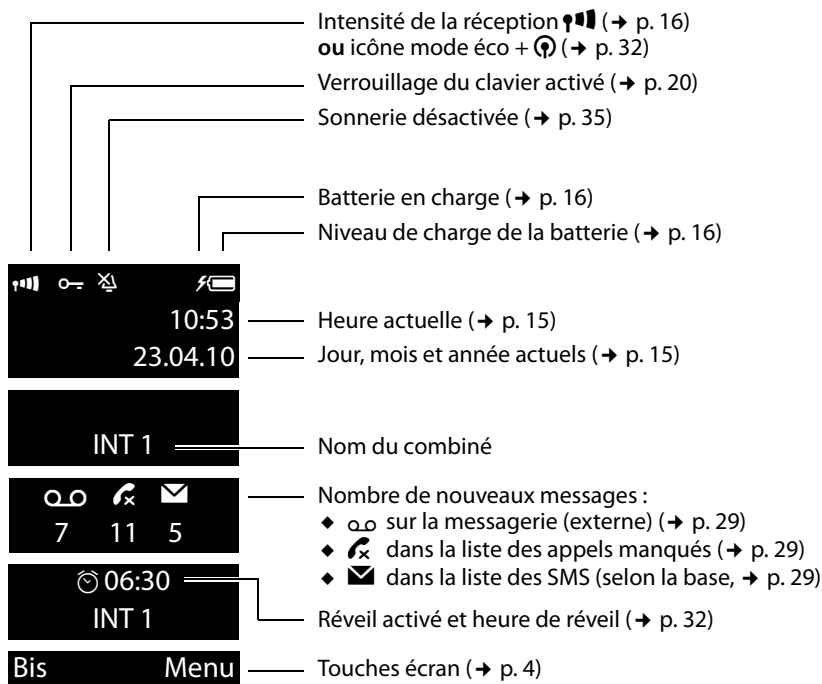 Intensité de la réception (➔ p. 16)
ou icône mode éco + (➔ p. 32)
Verrouillage du clavier activé (➔ p. 20)
Sonnerie désactivée (➔ p. 35)
Batterie en charge (➔ p. 16)
Niveau de charge de la batterie (➔ p. 16)
10:53
Heure actuelle (➔ p. 15)
23.04.10
Jour, mois et année actuels (➔ p. 15)
INT 1
Nom du combiné
7 11 5
Nombre de nouveaux messages :
◆ sur la messagerie (externe) (➔ p. 29)
◆ dans la liste des appels manqués (➔ p. 29)
◆ dans la liste des SMS (selon la base, ➔ p. 29)
06:30
INT 1
Réveil activé et heure de réveil (➔ p. 32)
Bis Menu
Touches écran (➔ p. 4)